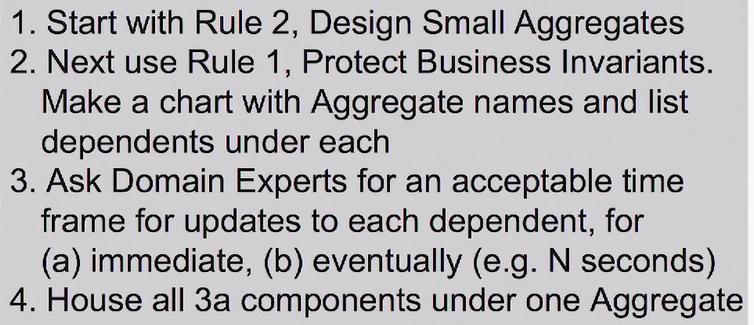 1. Start with Rule 2, Design Small Aggregates
2. Next use Rule 1, Protect Business Invariants.
Make a chart with Aggregate names and list
dependents under each
3. Ask Domain Experts for an acceptable time
frame for updates to each dependent, for
(a) immediate, (b) eventually (e.g. N seconds)
4. House all 3a components under one Aggregate